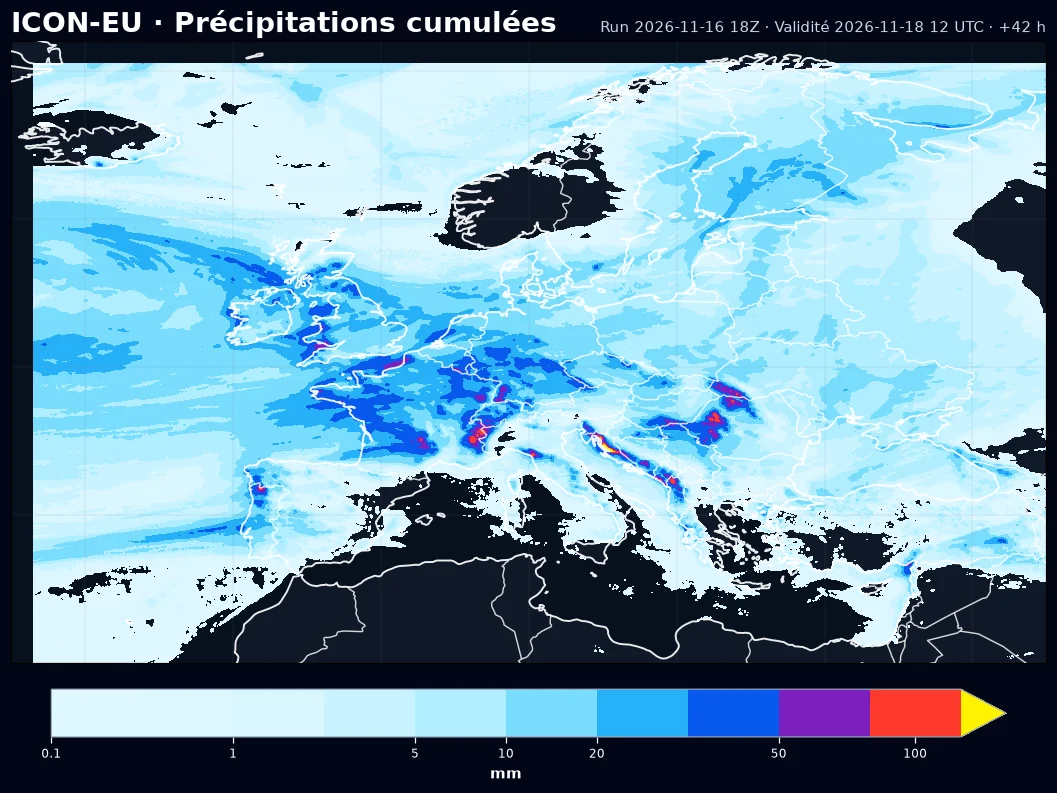 ICON-EU · Précipitations cumulées
Run 2026-11-16 18Z · Validité 2026-11-18 12 UTC · +42 h
0.1 1 5 10 20 50 100
mm